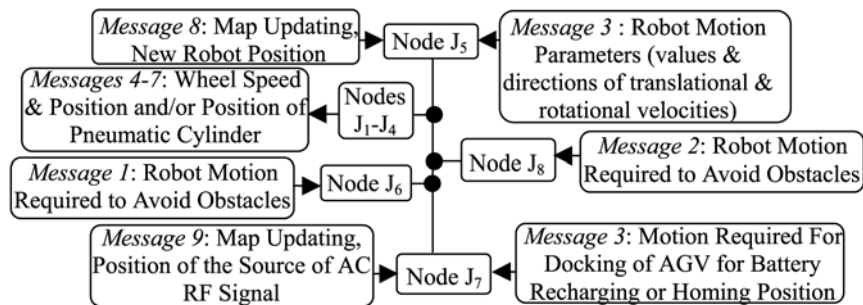 Message 8: Map Updating,
New Robot Position
Node J5
Message 3 : Robot Motion
Parameters (values &
directions of translational &
rotational velocities)
Messages 4-7: Wheel Speed
& Position and/or Position of
Pneumatic Cylinder
Nodes
J1-J4
Message 1: Robot Motion
Required to Avoid Obstacles
Node J6
Node J8
Message 2: Robot Motion
Required to Avoid Obstacles
Message 9: Map Updating,
Position of the Source of AC
RF Signal
Node J7
Message 3: Motion Required For
Docking of AGV for Battery
Recharging or Homing Position